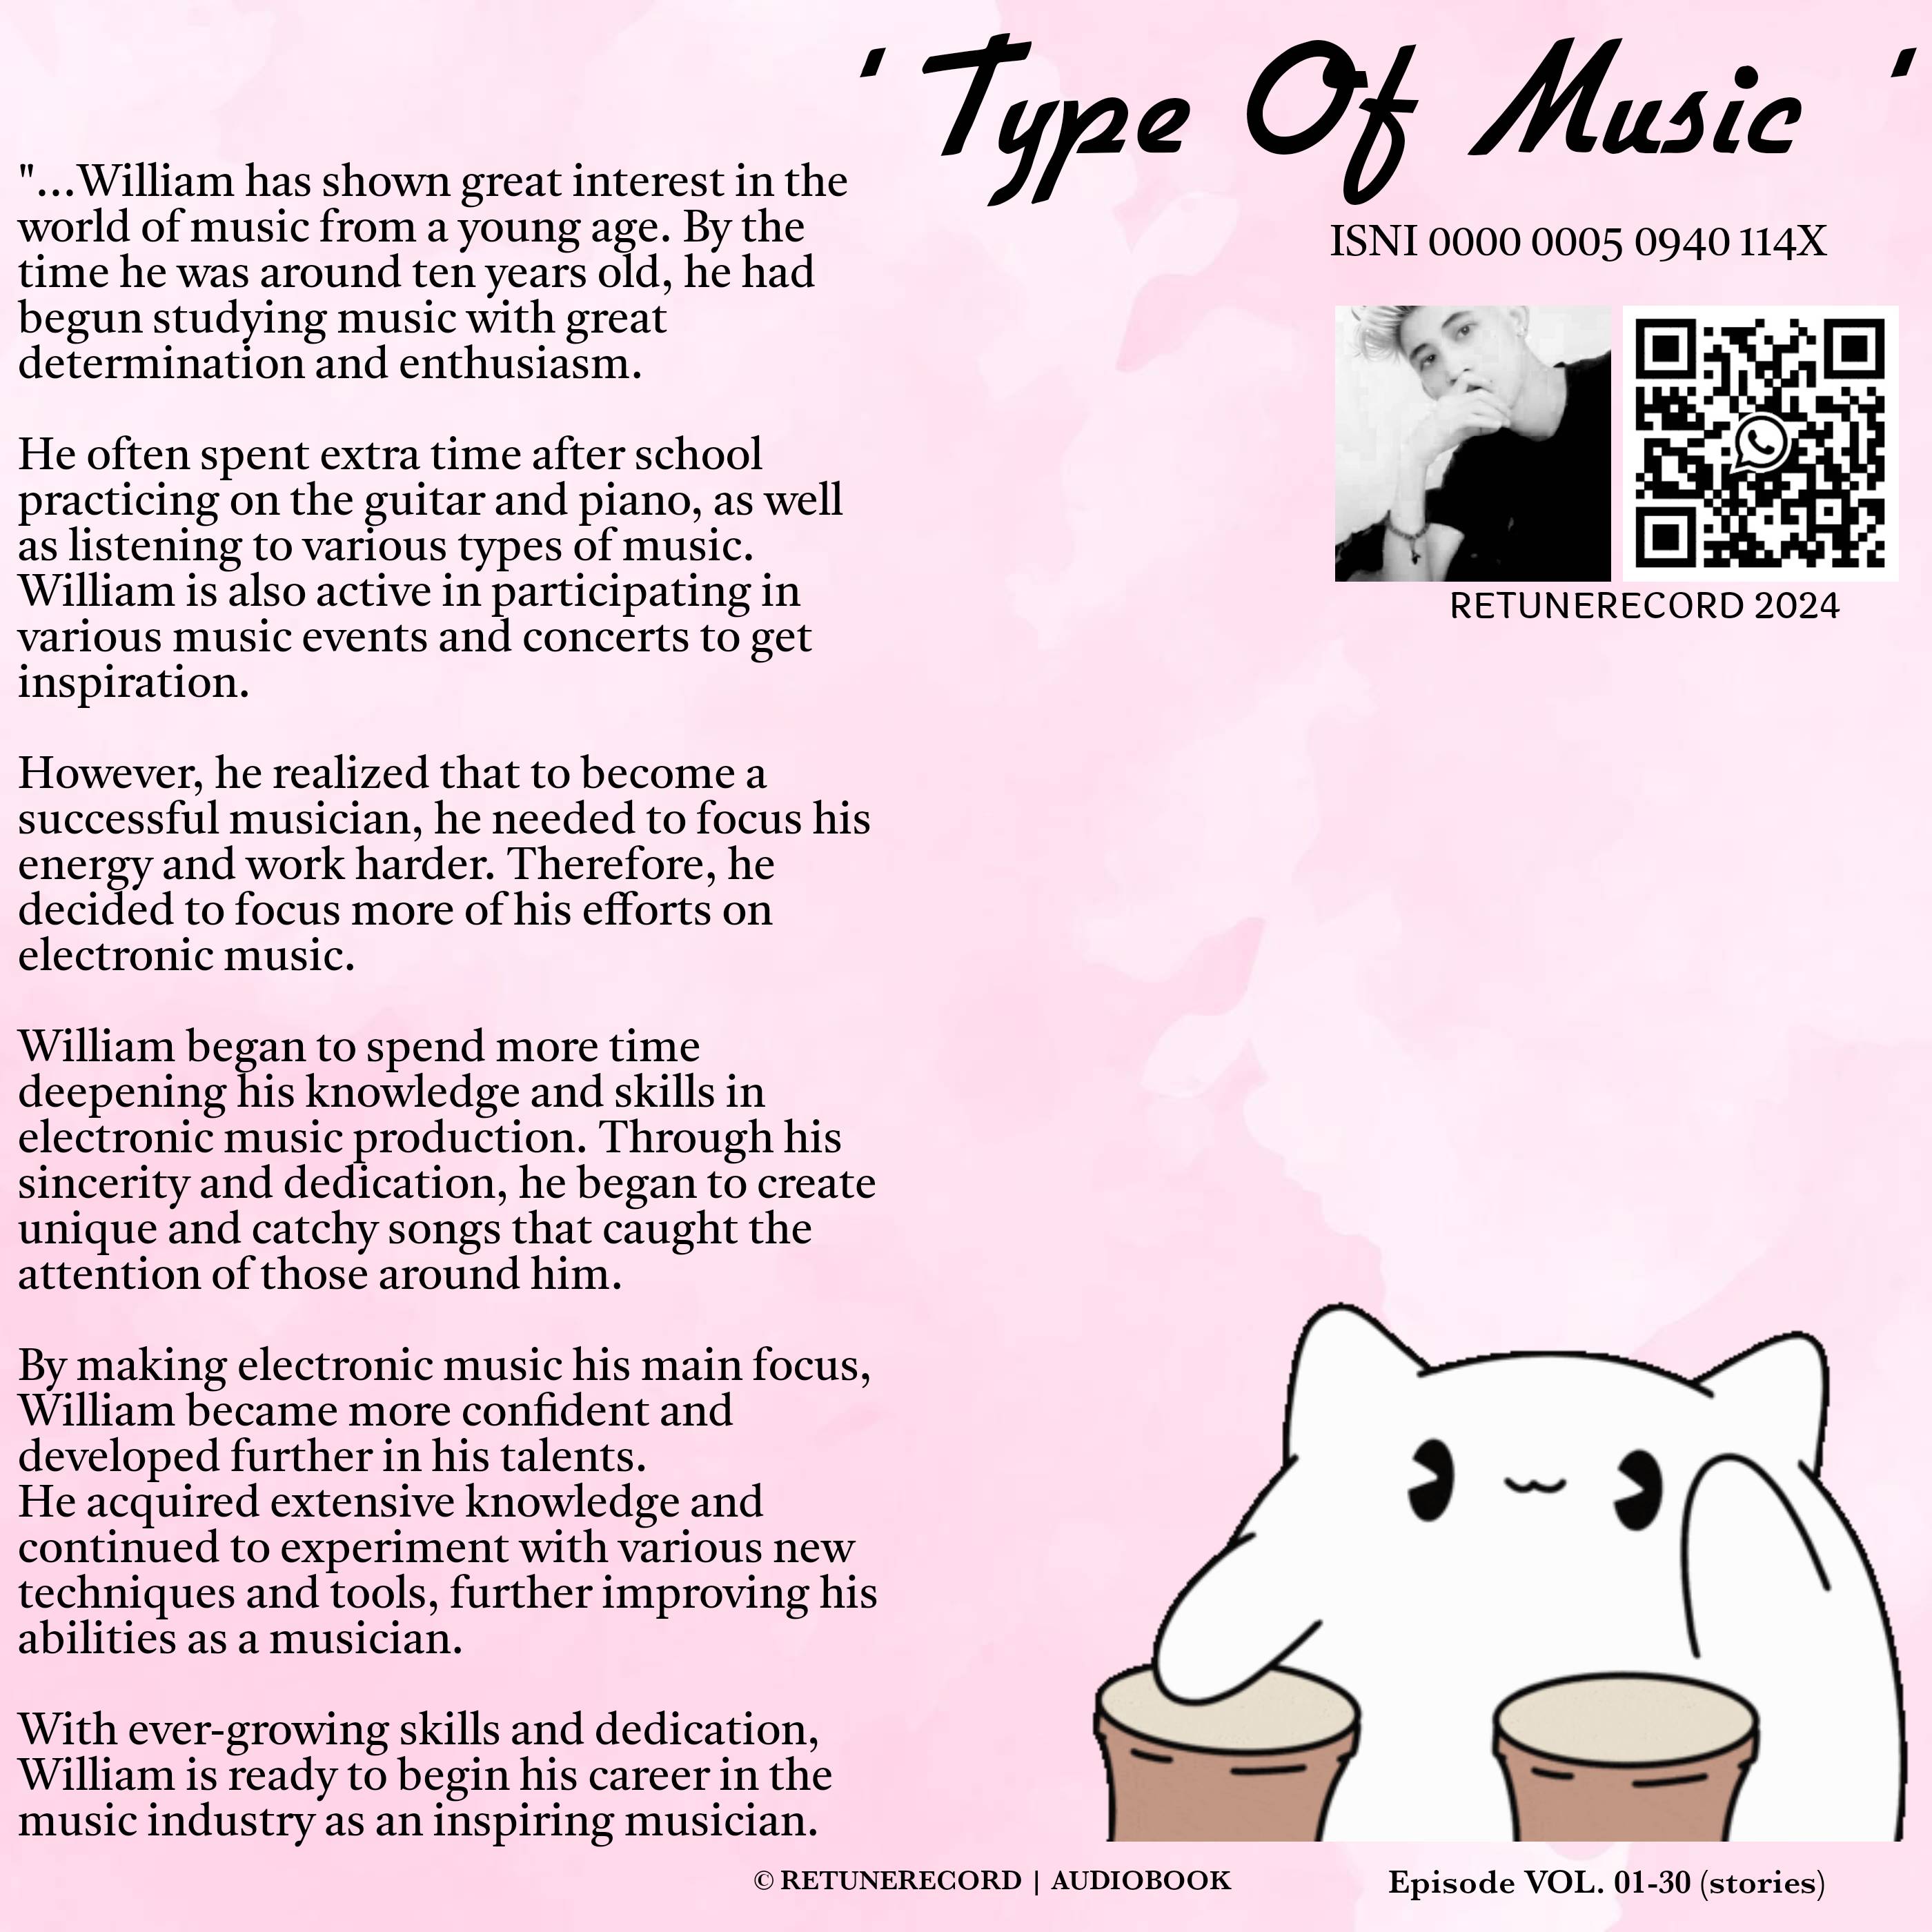 ' Type Of Music '
"...William has shown great interest in the
world of music from a young age. By the
time he was around ten years old, he had
begun studying music with great
determination and enthusiasm.
He often spent extra time after school
practicing on the guitar and piano, as well
as listening to various types of music.
William is also active in participating in
various music events and concerts to get
inspiration.
However, he realized that to become a
successful musician, he needed to focus his
energy and work harder. Therefore, he
decided to focus more of his efforts on
electronic music.
William began to spend more time
deepening his knowledge and skills in
electronic music production. Through his
sincerity and dedication, he began to create
unique and catchy songs that caught the
attention of those around him.
By making electronic music his main focus,
William became more confident and
developed further in his talents.
He acquired extensive knowledge and
continued to experiment with various new
techniques and tools, further improving his
abilities as a musician.
With ever-growing skills and dedication,
William is ready to begin his career in the
music industry as an inspiring musician.
ISNI 0000 0005 0940 114X
RETUNERECORD 2024
© RETUNERECORD | AUDIOBOOK
Episode VOL. 01-30 (stories)